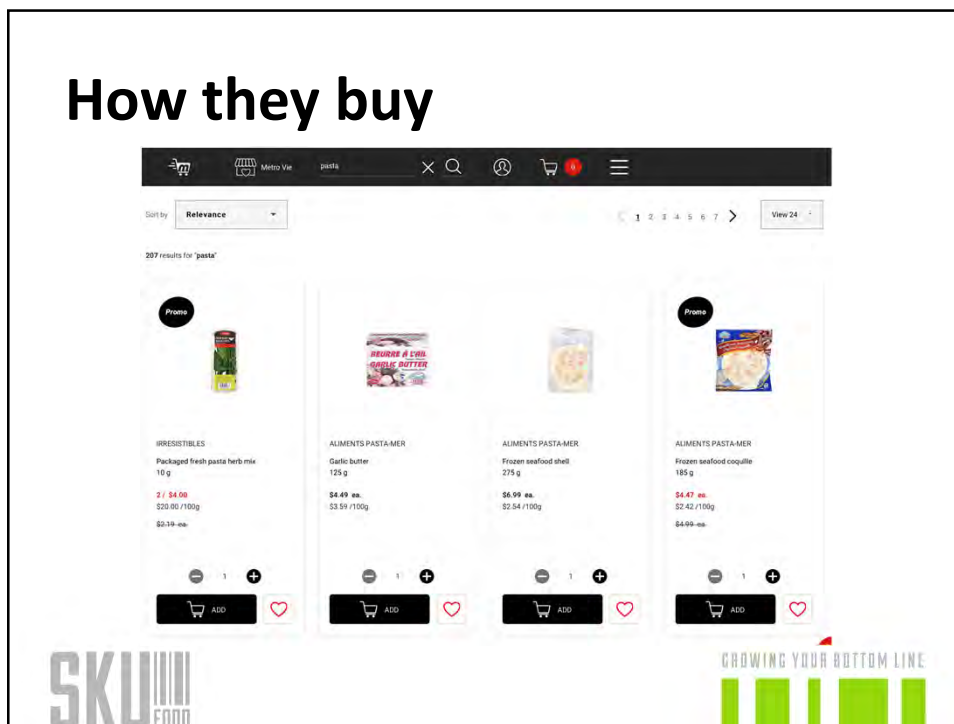 How they buy
Metro Vie pasta
Sort by Relevance 1 2 3 4 5 6 7 View 24
207 results for "pasta"
Promo Promo
BEURRE À L'AIL
GARLIC BUTTER
IRRESISTIBLES ALIMENTS PASTA-MER ALIMENTS PASTA-MER ALIMENTS PASTA-MER
Packaged fresh pasta herb mix Garlic butter Frozen seafood shell Frozen seafood coquille
10 g 125 g 275 g 185 g
2 / $4.00 $4.49 ea. $6.99 ea. $4.47 ea.
$20.00 /100g $3.59 /100g $2.54 /100g $2.42 /100g
$2.19 ea. $4.99 ea.
1 1 1 1
ADD ADD ADD ADD
SKU FOOD
GROWING YOUR BOTTOM LINE